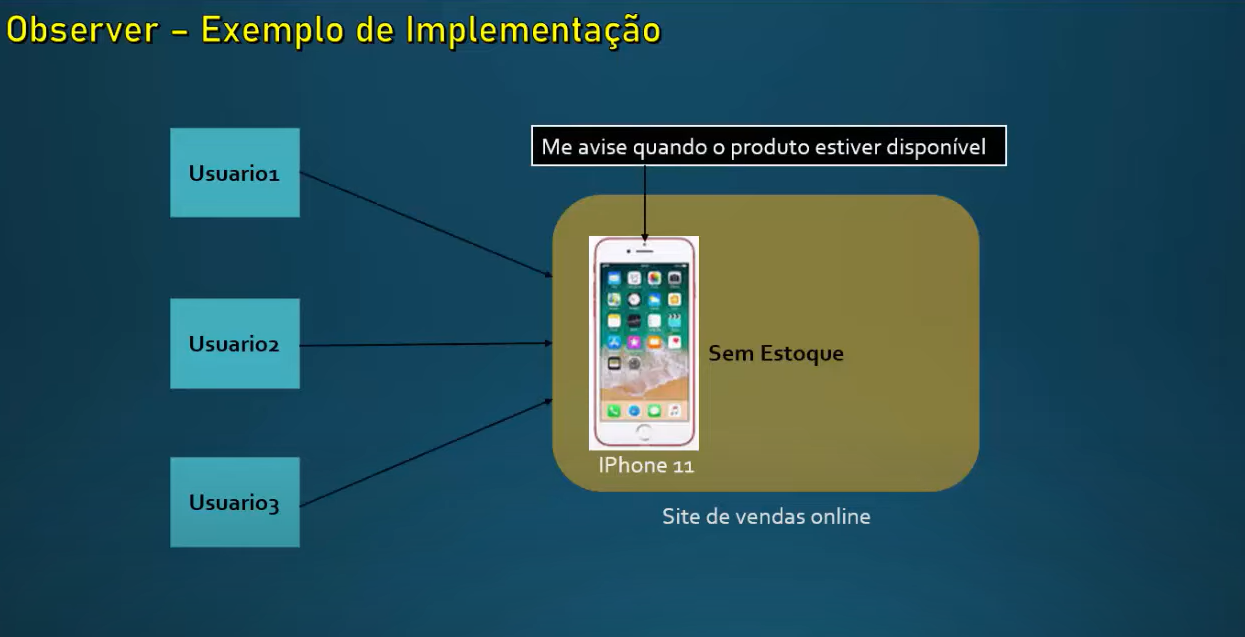 Observer – Exemplo de Implementação
Me avise quando o produto estiver disponível
Usuario1
Usuario2
Usuario3
Sem Estoque
IPhone 11
Site de vendas online